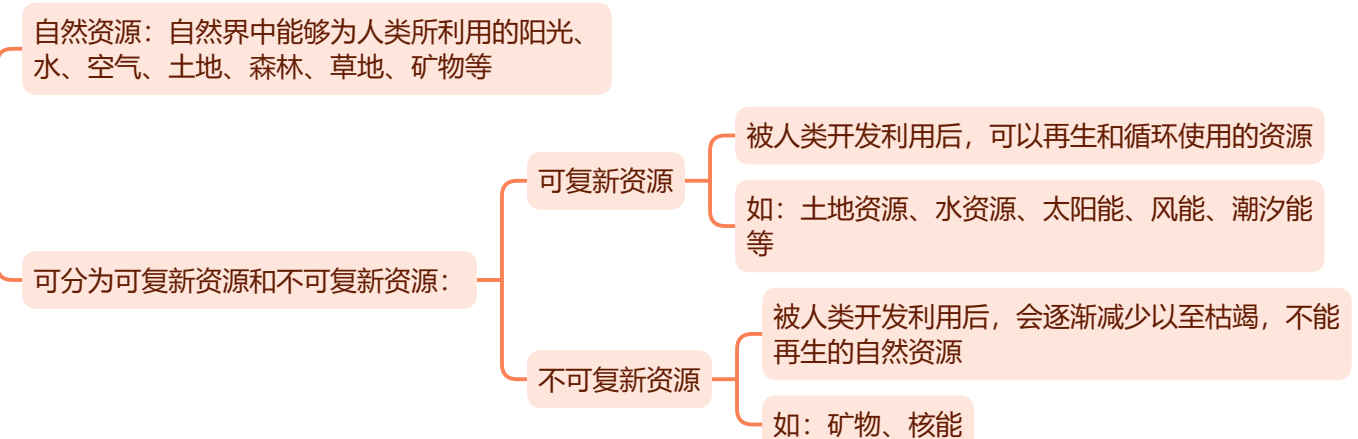 自然资源：自然界中能够为人类所利用的阳光、
水、空气、土地、森林、草地、矿物等
被人类开发利用后，可以再生和循环使用的资源
可复新资源
如：土地资源、水资源、太阳能、风能、潮汐能
等
可分为可复新资源和不可复新资源：
被人类开发利用后，会逐渐减少以至枯竭，不能
再生的自然资源
不可复新资源
如：矿物、核能